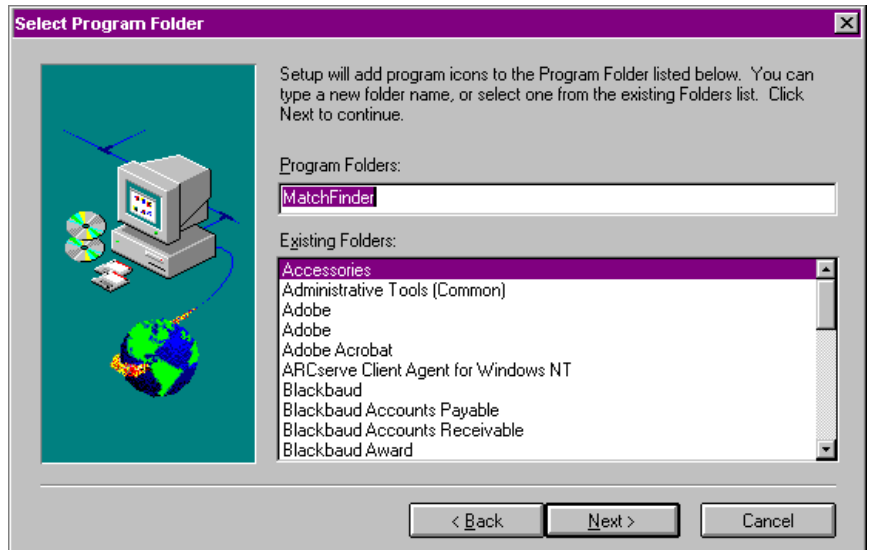 Select Program Folder
Setup will add program icons to the Program Folder listed below. You can
type a new folder name, or select one from the existing Folders list. Click
Next to continue.
Program Folders:
MatchFinder
Existing Folders:
Accessories
Administrative Tools (Common)
Adobe
Adobe
Adobe Acrobat
ARCserve Client Agent for Windows NT
Blackbaud
Blackbaud Accounts Payable
Blackbaud Accounts Receivable
Blackbaud Award
< Back
Next >
Cancel